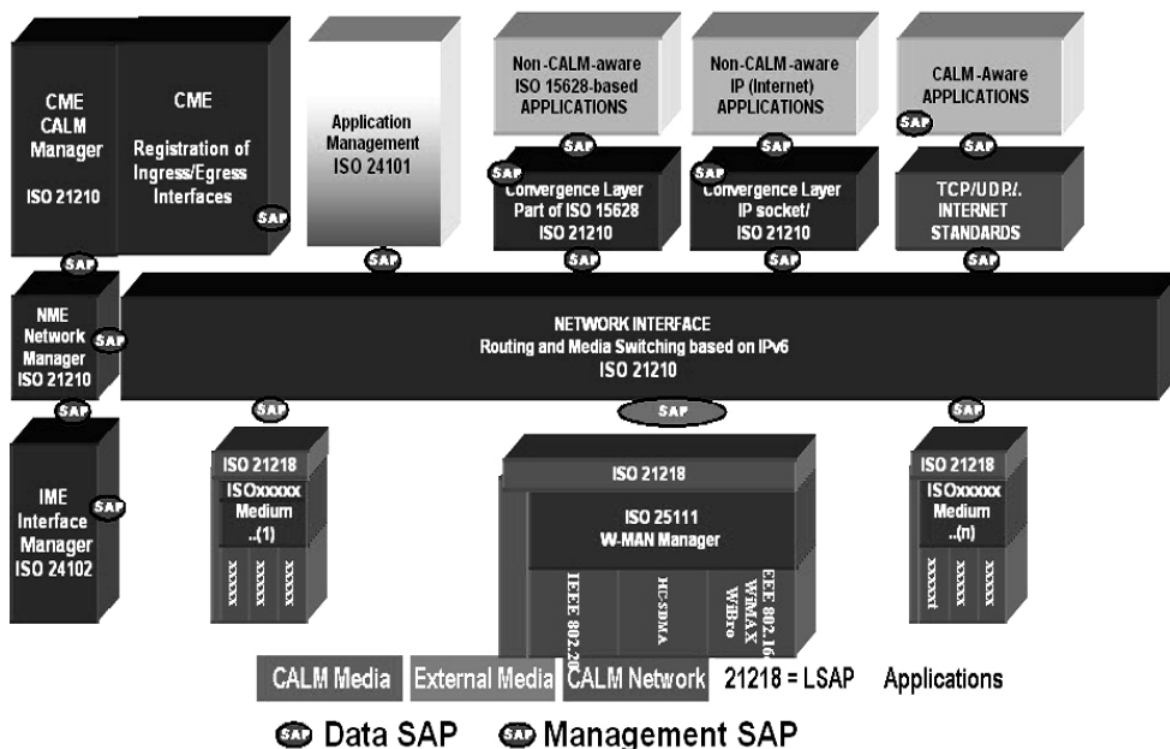 CME
CALM
Manager
ISO 21210
CME
Registration of
Ingress/Egress
Interfaces
SAP
Application
Management
ISO 24101
Non-CALM-aware
ISO 15628-based
APPLICATIONS
Non-CALM-aware
IP (Internet)
APPLICATIONS
CALM-Aware
APPLICATIONS
SAP
SAP
SAP
SAP
SAP
Convergence Layer
Part of ISO 15628
ISO 21210
SAP
Convergence Layer
IP socket/
ISO 21210
TCP/UDP/.
INTERNET
STANDARDS
SAP
SAP
SAP
SAP
SAP
NME
Network
Manager
ISO 21210
SAP
NETWORK INTERFACE
Routing and Media Switching based on IPv6
ISO 21210
SAP
SAP
SAP
SAP
IME
Interface
Manager
ISO 24102
SAP
ISO 21218
ISOxxxxx
Medium
..(1)
xxxxx
xxxxx
xxxxx
ISO 21218
ISO 25111
W-MAN Manager
IEEE 802.20
HC-SDMA
EEE 802.16
WiMAX
WiBro
ISO 21218
ISOxxxxx
Medium
..(n)
xxxxxt
xxxxx
xxxxx
CALM Media
External Media
CALM Network
21218 = LSAP
Applications
SAP Data SAP
SAP Management SAP